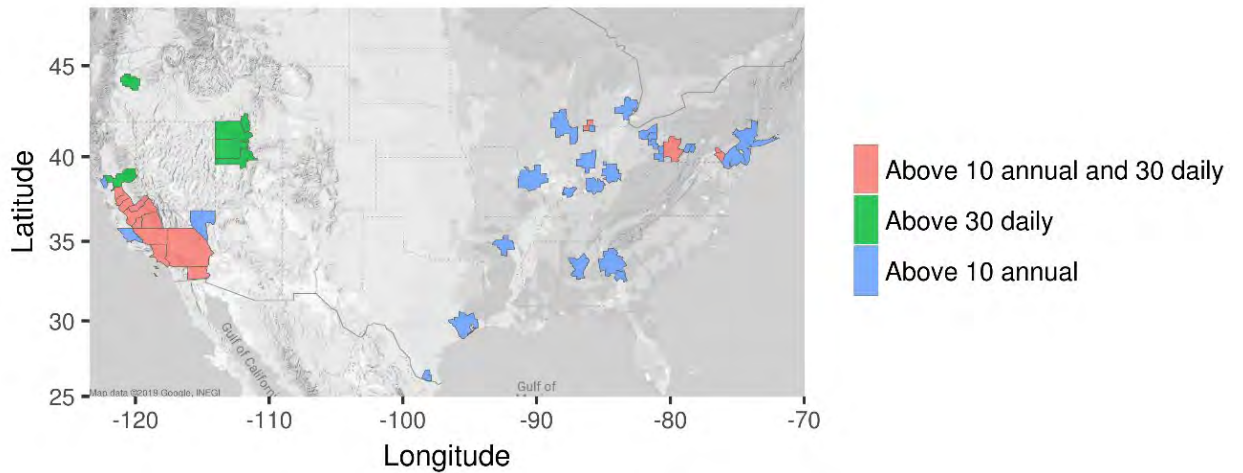 45
40
35
30
25
Latitude
Gulf of Californ
Gulf of
Map data ©2019 Google, INEGI
-120
-110
-100
-90
-80
-70
Longitude
Above 10 annual and 30 daily
Above 30 daily
Above 10 annual